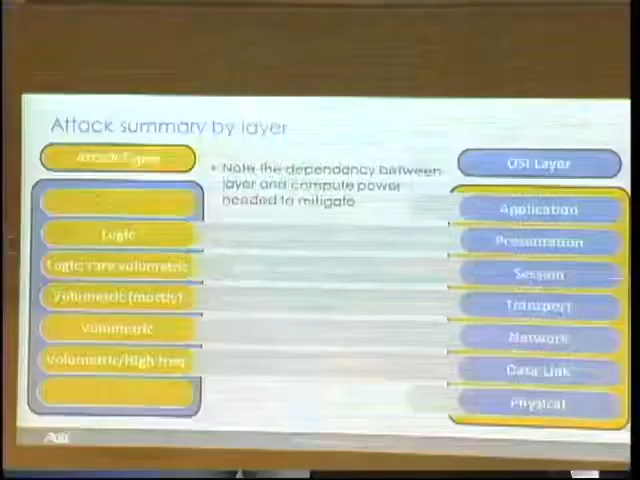 Attack summary by layer
Attack Types
• Note the dependency between
layer and compute power
needed to mitigate
OSI Layer
Application
Logic
Presentation
Logic, rare volumetric
Session
Volumetric (mostly)
Transport
Volumetric
Network
Volumetric/High freq
Data Link
Physical